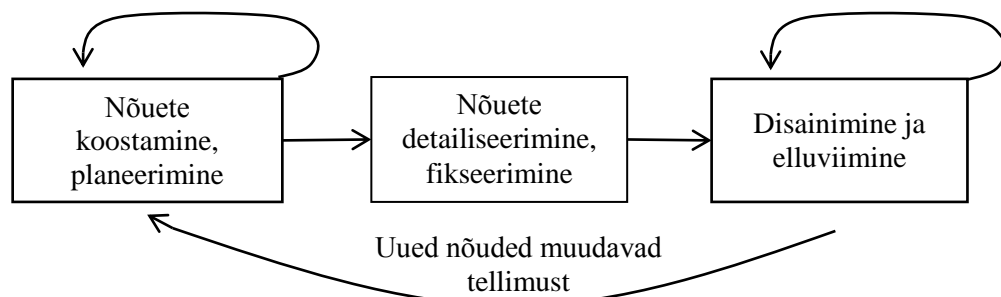 Nõuete
koostamine,
planeerimine
Nõuete
detailiseerimine,
fikseerimine
Disainimine ja
elluviimine
Uued nõuded muudavad
tellimust